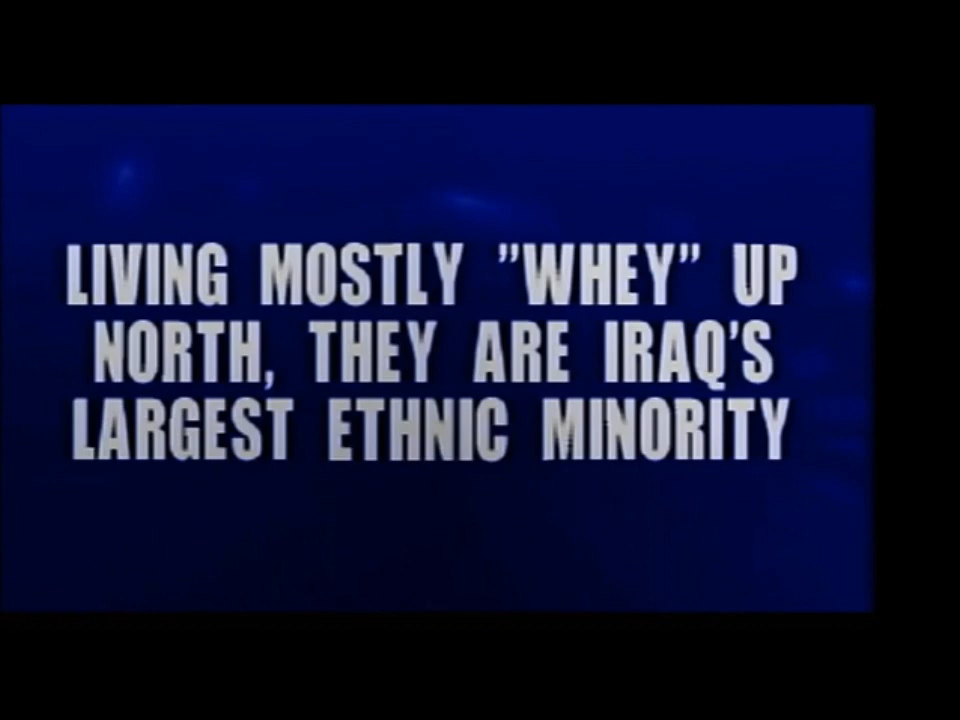 LIVING MOSTLY "WHEY" UP
NORTH, THEY ARE IRAQ'S
LARGEST ETHNIC MINORITY